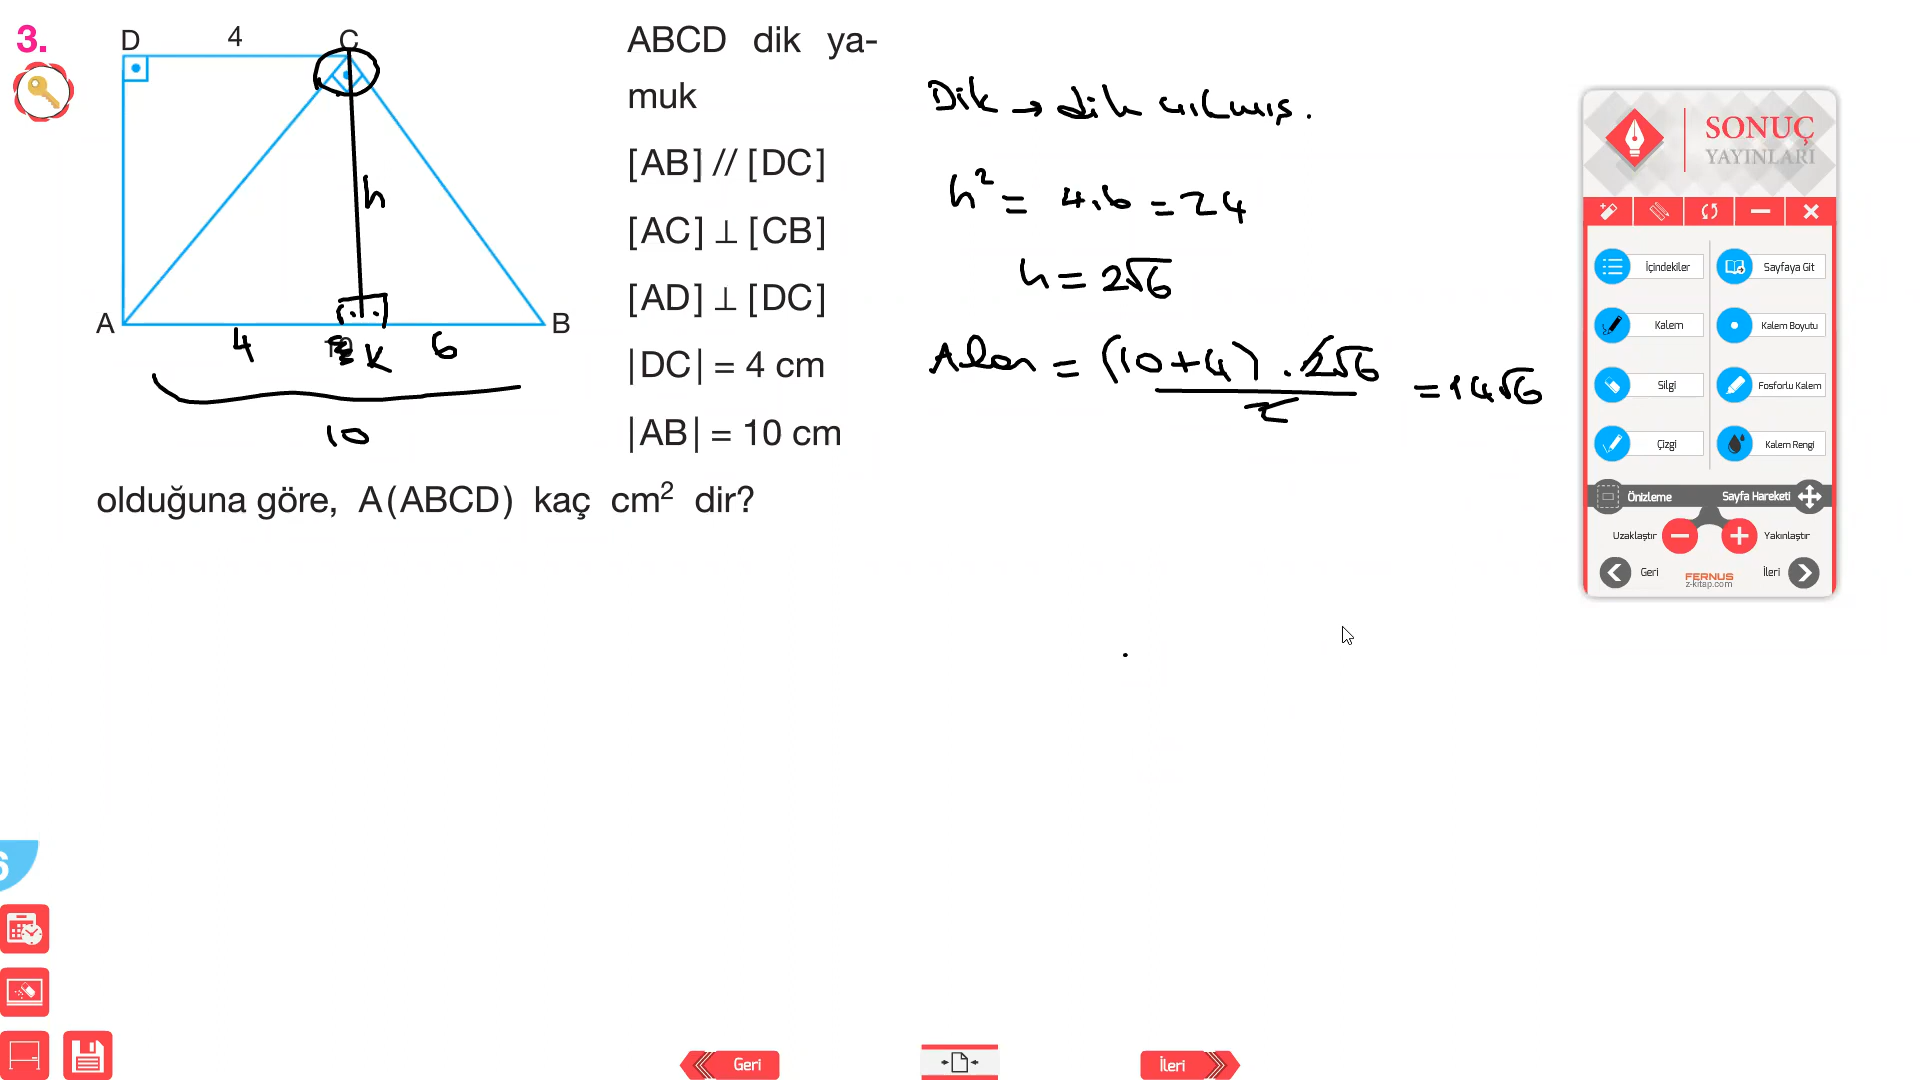 3.
D 4 C
h
A B
4 K 6
10
ABCD dik ya-
muk
[AB] // [DC]
[AC] ⊥ [CB]
[AD] ⊥ [DC]
|DC| = 4 cm
|AB| = 10 cm
olduğuna göre, A(ABCD) kaç cm² dir?
Dik → dik
h² = 4.6 = 24
h = 2√6
Alan = (10+4) . 2√6 / 2 = 14√6
SONUÇ
YAYINLARI
İçindekiler
Sayfaya Git
Kalem
Kalem Boyutu
Silgi
Fosforlu Kalem
Çizgi
Kalem Rengi
Önizleme
Sayfa Hareketi
Uzaklaştır
Yakınlaştır
Geri
İleri
FERNUS
z-kitap.com
6
Geri
İleri